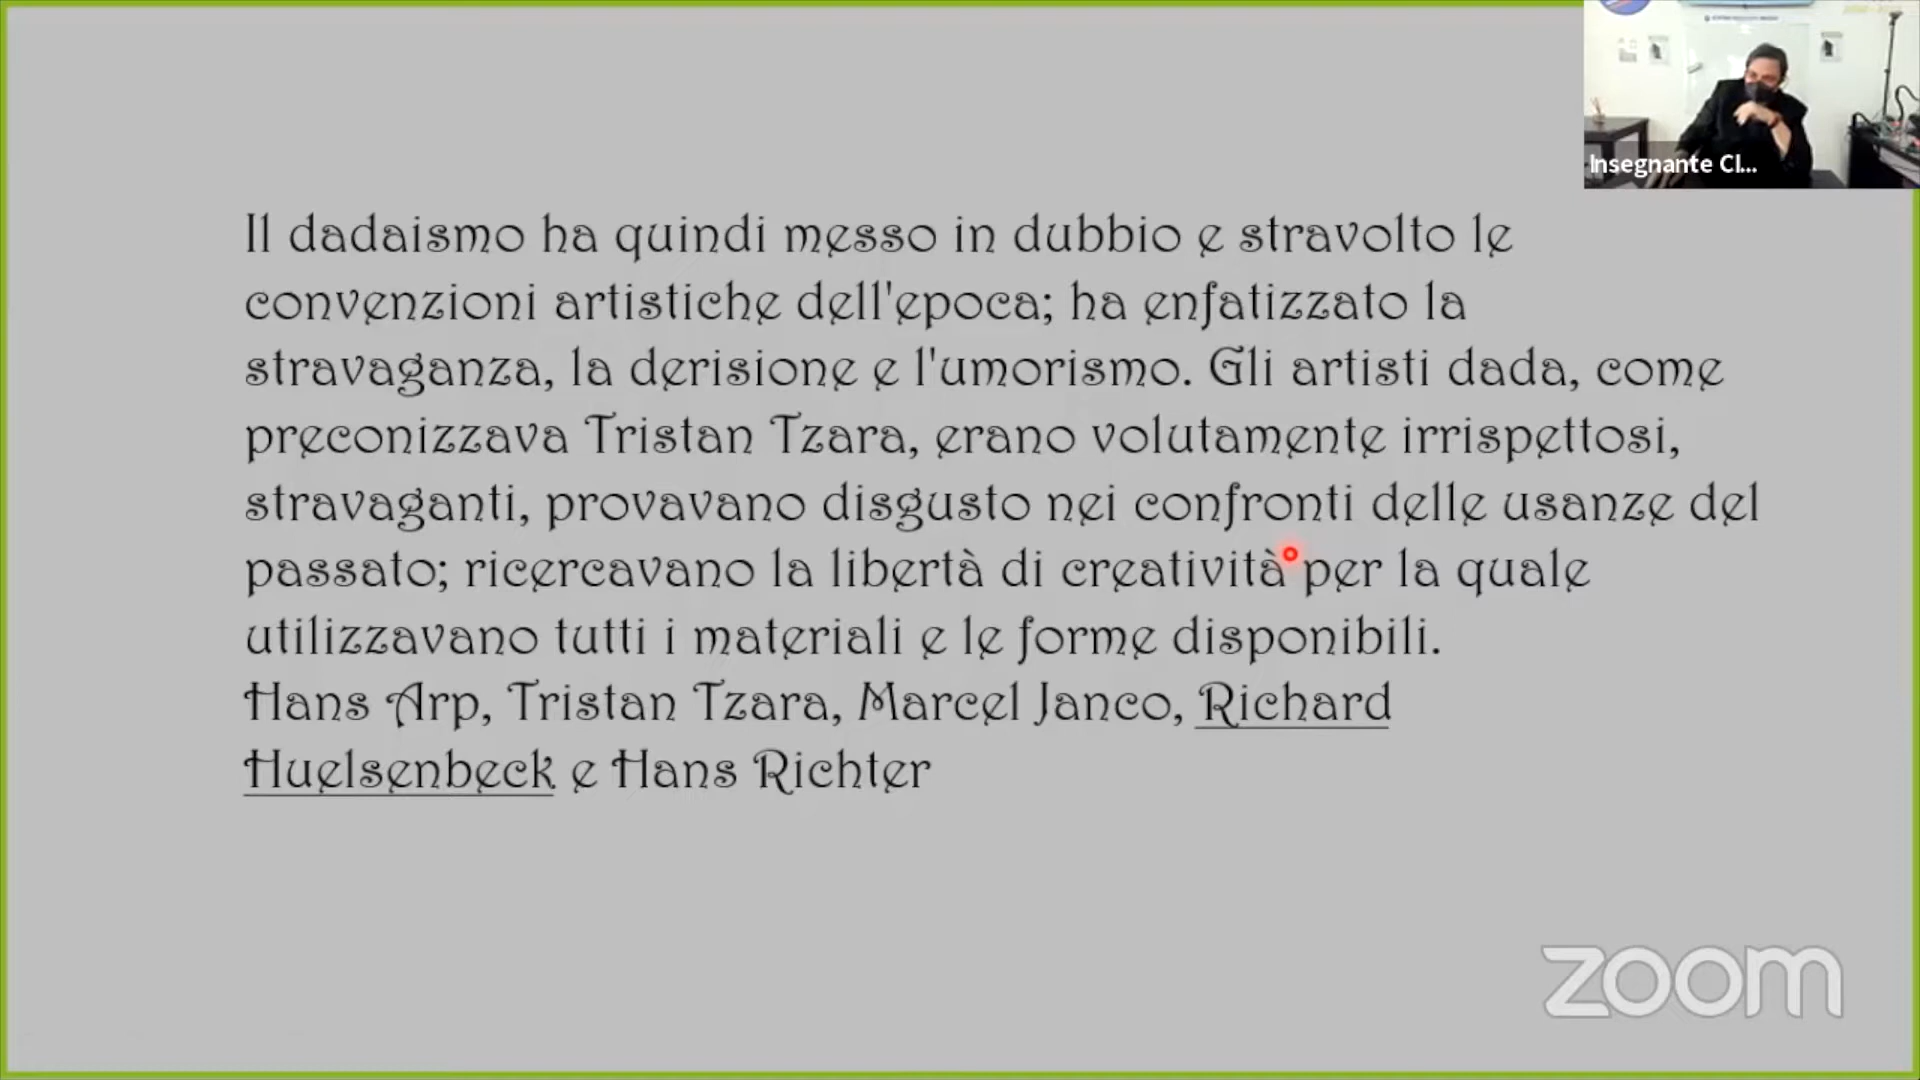 Il dadaismo ha quindi messo in dubbio e stravolto le
convenzioni artistiche dell'epoca; ha enfatizzato la
stravaganza, la derisione e l'umorismo. Gli artisti dada, come
preconizzava Tristan Tzara, erano volutamente irrispettosi,
stravaganti, provavano disgusto nei confronti delle usanze del
passato; ricercavano la libertà di creatività per la quale
utilizzavano tutti i materiali e le forme disponibili.
Hans Arp, Tristan Tzara, Marcel Janco, Richard
Huelsenbeck e Hans Richter
Insegnante Cl...
zoom